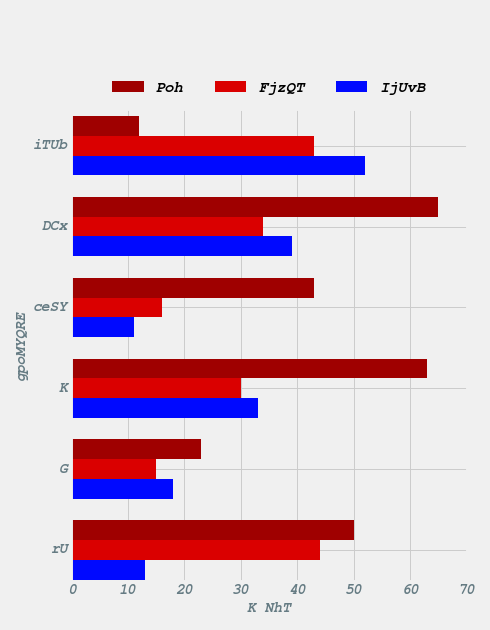 Poh FjzQT IjUvB
iTUb
DCx
ceSY
K
G
rU
gpoMYQRE
0 10 20 30 40 50 60 70
K NhT